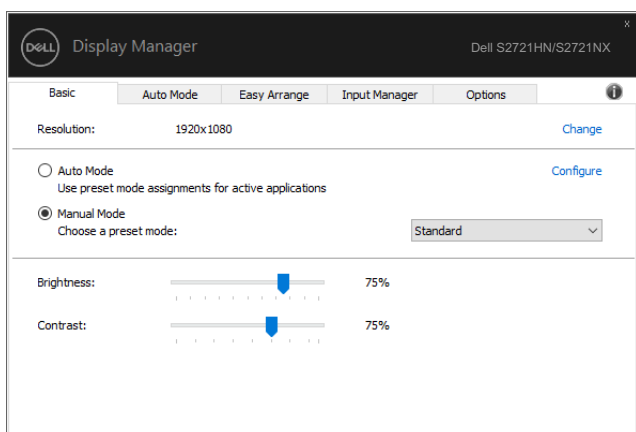 DELL Display Manager Dell S2721HN/S2721NX X
Basic Auto Mode Easy Arrange Input Manager Options i
Resolution: 1920x1080 Change
Auto Mode Configure
Use preset mode assignments for active applications
Manual Mode
Choose a preset mode: Standard
Brightness: 75%
Contrast: 75%